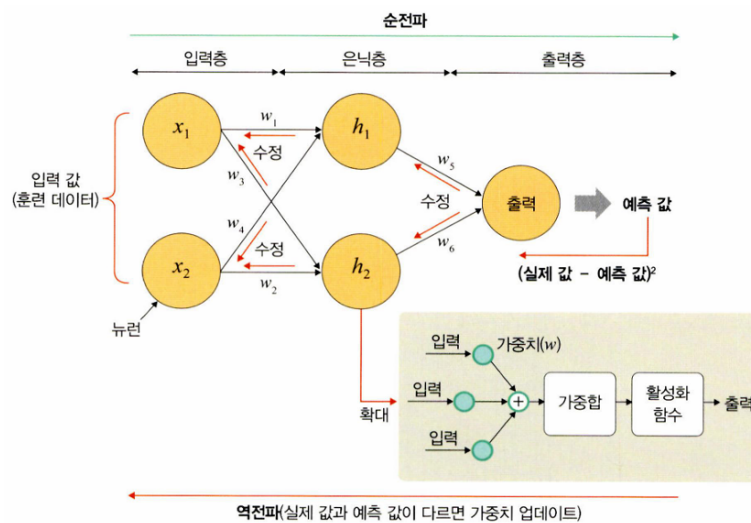 순전파
입력층
은닉층
출력층
입력 값
(훈련 데이터)
x₁
w₁
수정
w₃
h₁
w₅
수정
출력
예측 값
w₄
수정
w₂
x₂
h₂
w₆
(실제 값 − 예측 값)²
뉴런
확대
입력
가중치(w)
입력
입력
+
가중합
활성화
함수
출력
역전파(실제 값과 예측 값이 다르면 가중치 업데이트)